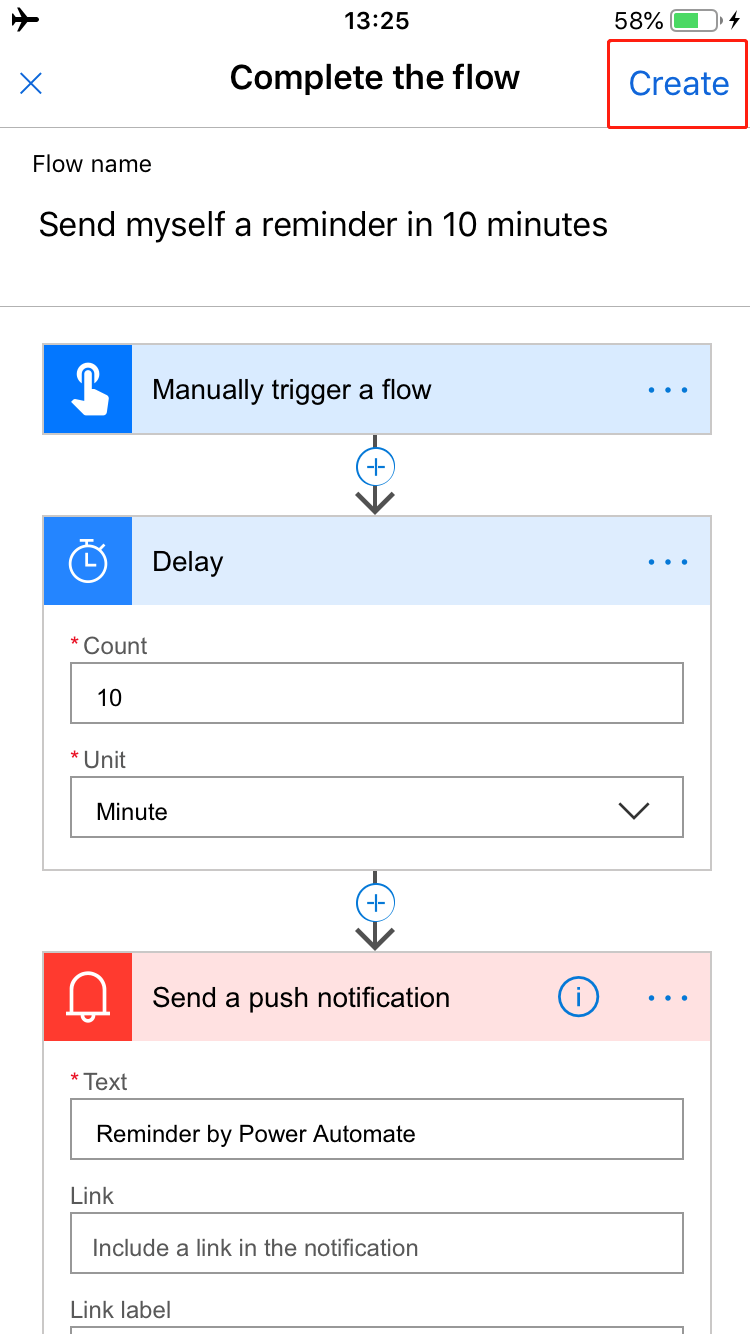 13:25
58%
Complete the flow
Create
Flow name
Send myself a reminder in 10 minutes
Manually trigger a flow
Delay
* Count
10
* Unit
Minute
Send a push notification
* Text
Reminder by Power Automate
Link
Include a link in the notification
Link label